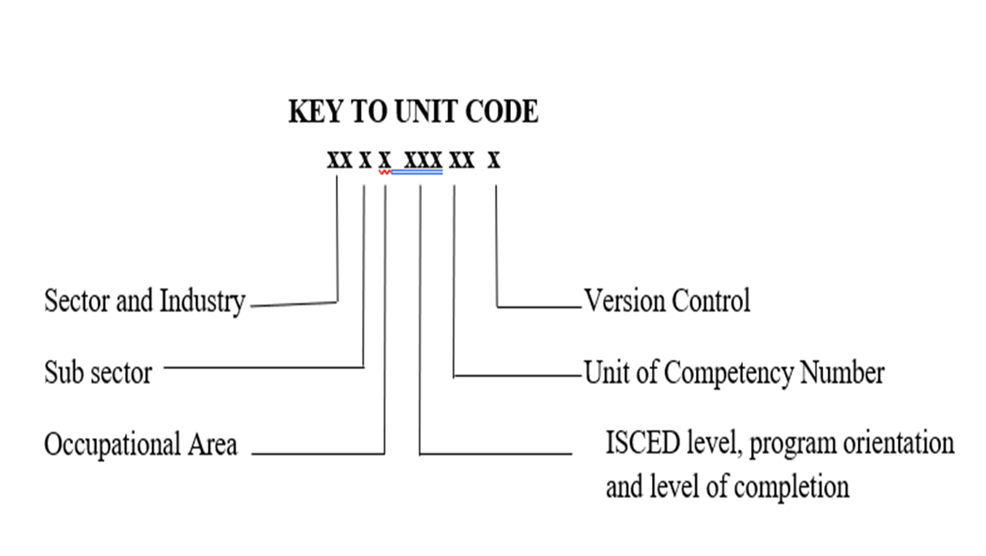 KEY TO UNIT CODE
xx x x xxx xx x
Sector and Industry
Version Control
Sub sector
Unit of Competency Number
Occupational Area
ISCED level, program orientation
and level of completion